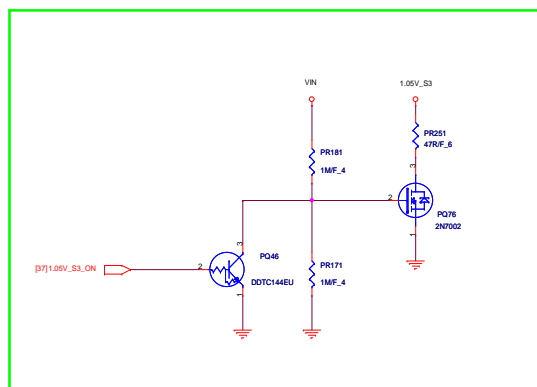 VIN
1.05V_S3
PR251
47R/F_6
3
PR181
1M/F_4
2
PQ76
2N7002
1
3
PQ46
[37]1.05V_S3_ON
2
PR171
DDTC144EU
1M/F_4
1